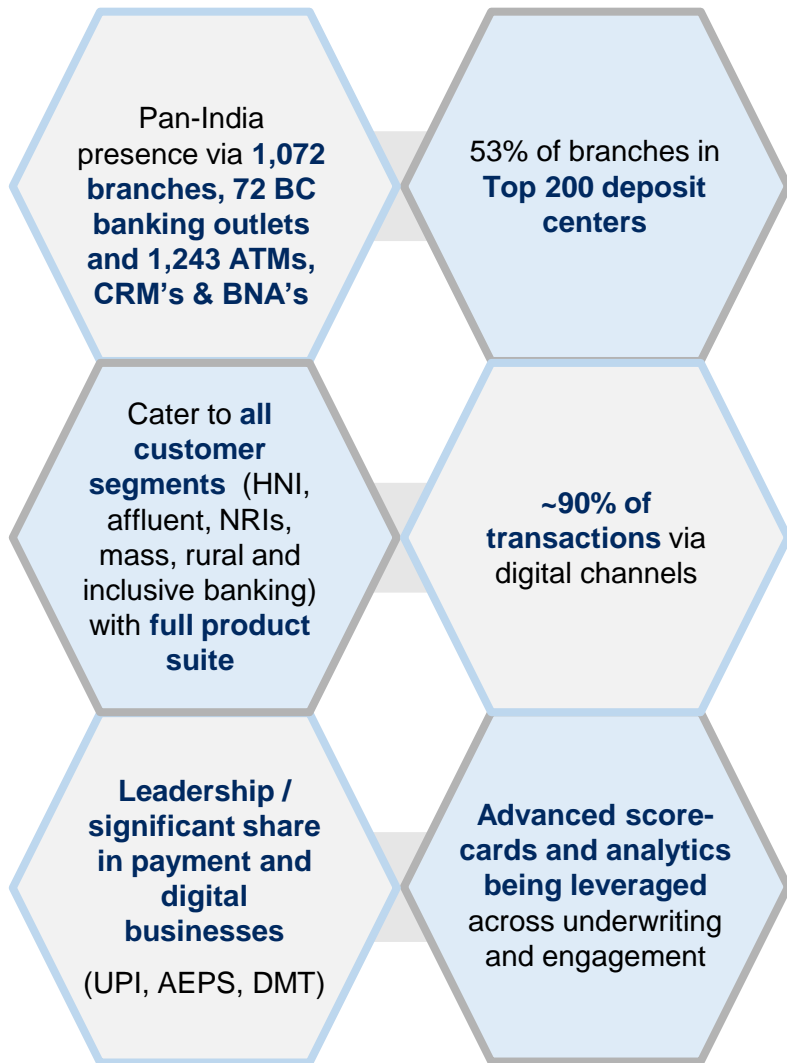 Pan-India
presence via 1,072
branches, 72 BC
banking outlets
and 1,243 ATMs,
CRM's & BNA's
53% of branches in
Top 200 deposit
centers
Cater to all
customer
segments (HNI,
affluent, NRIs,
mass, rural and
inclusive banking)
with full product
suite
~90% of
transactions via
digital channels
Leadership /
significant share
in payment and
digital
businesses
(UPI, AEPS, DMT)
Advanced score-
cards and analytics
being leveraged
across underwriting
and engagement